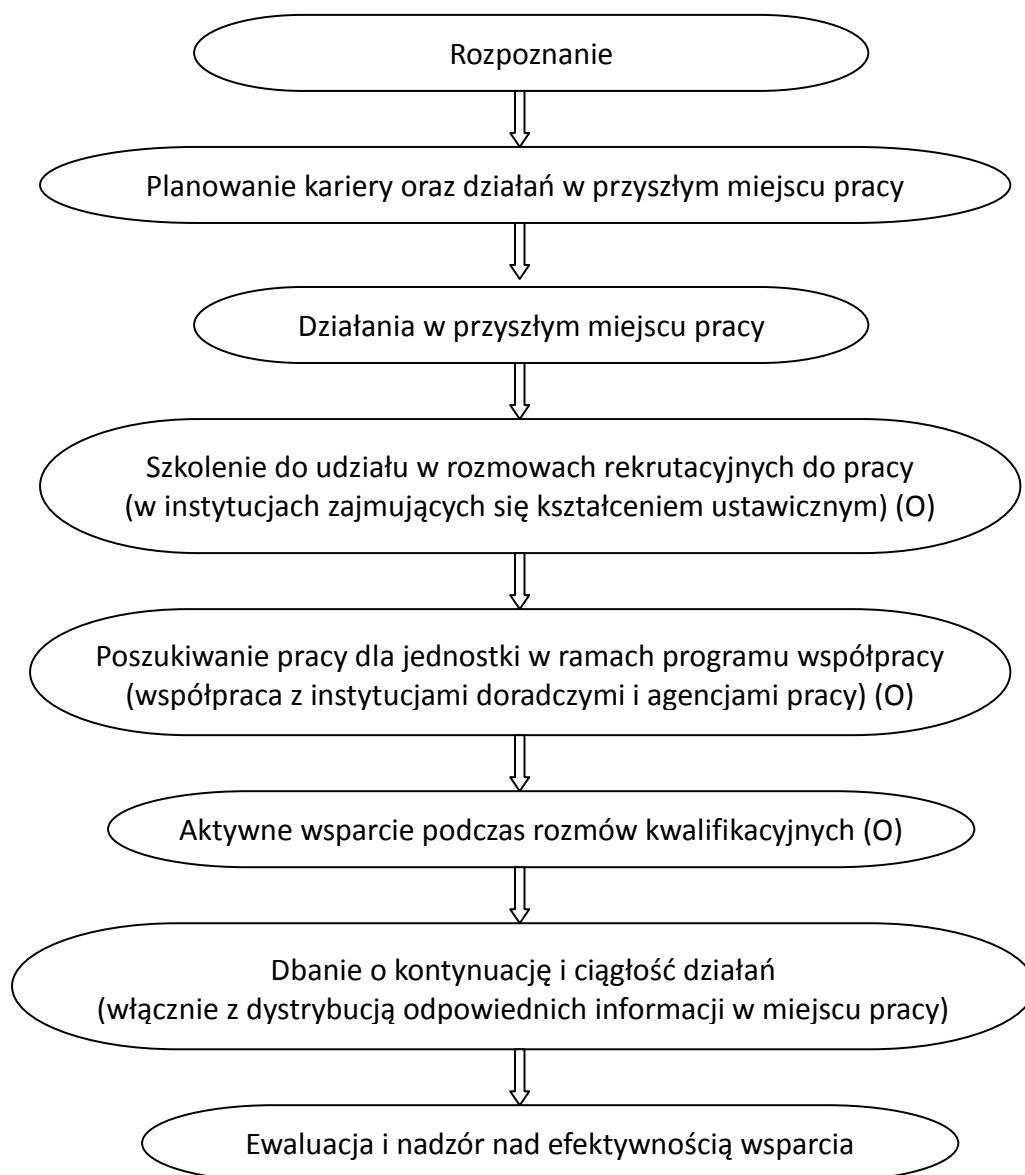 Rozpoznanie
Planowanie kariery oraz działań w przyszłym miejscu pracy
Działania w przyszłym miejscu pracy
Szkolenie do udziału w rozmowach rekrutacyjnych do pracy
(w instytucjach zajmujących się kształceniem ustawicznym) (O)
Poszukiwanie pracy dla jednostki w ramach programu współpracy
(współpraca z instytucjami doradczymi i agencjami pracy) (O)
Aktywne wsparcie podczas rozmów kwalifikacyjnych (O)
Dbanie o kontynuację i ciągłość działań
(włącznie z dystrybucją odpowiednich informacji w miejscu pracy)
Ewaluacja i nadzór nad efektywnością wsparcia